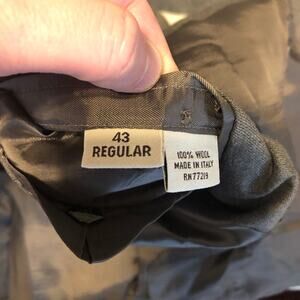 43
REGULAR
100% WOOL
MADE IN ITALY
RN77219